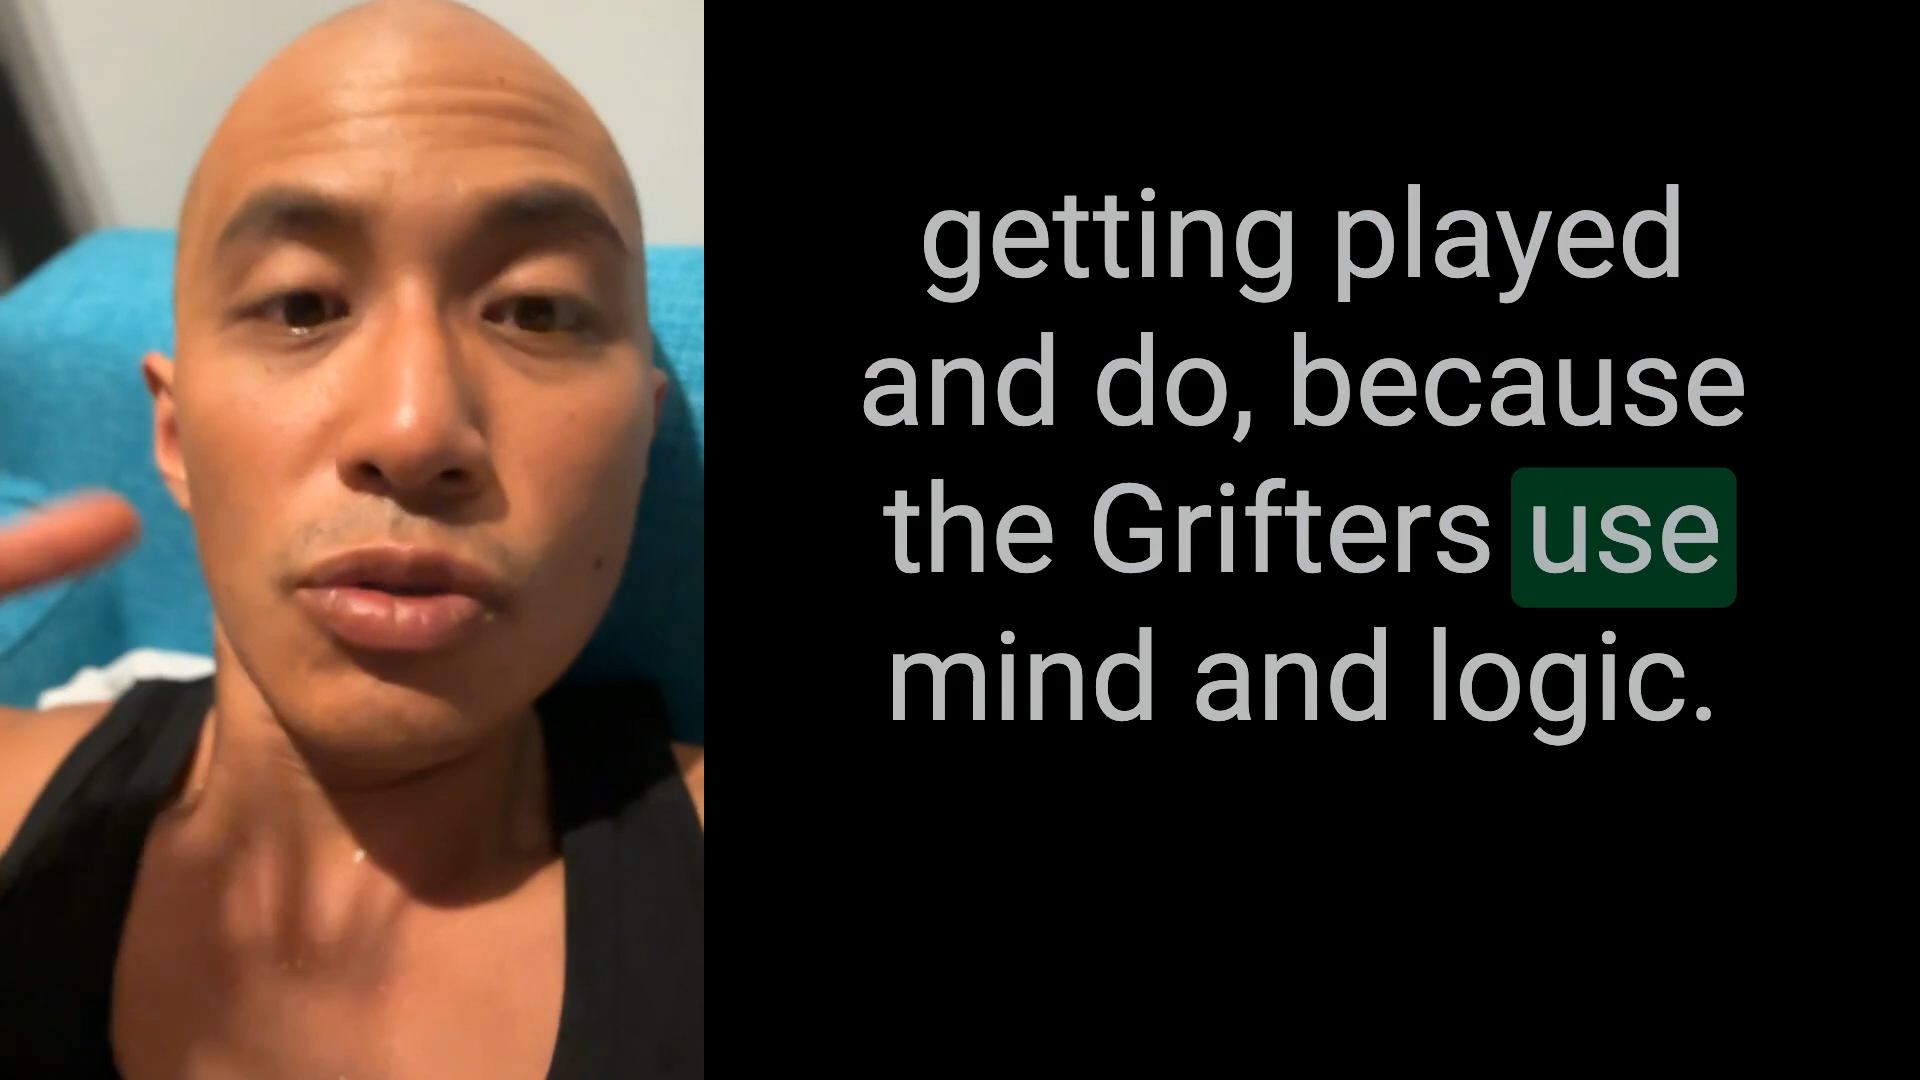 getting played
and do, because
the Grifters use
mind and logic.